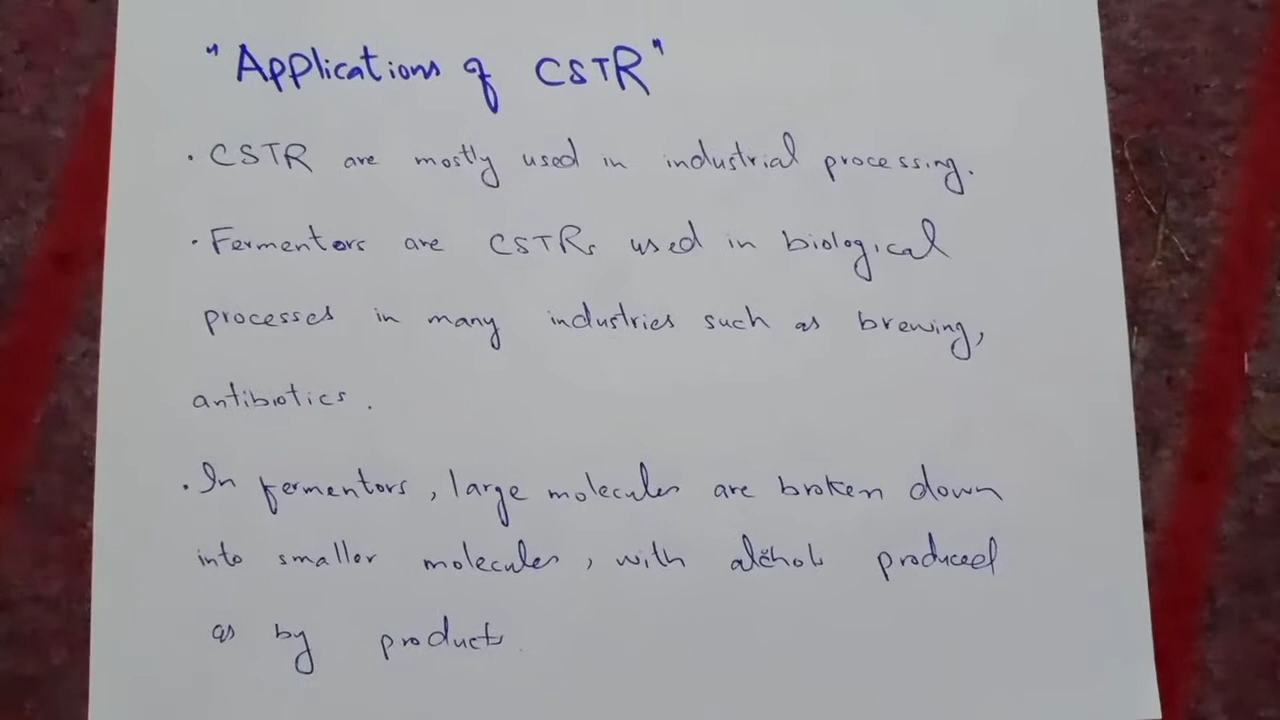 "Applications of CSTR"
. CSTR are mostly used in industrial processing.
. Fermentors are CSTRs used in biological
processes in many industries such as brewing,
antibiotics.
. In fermentors, large molecules are broken down
into smaller molecules, with alchols produced
as by products.